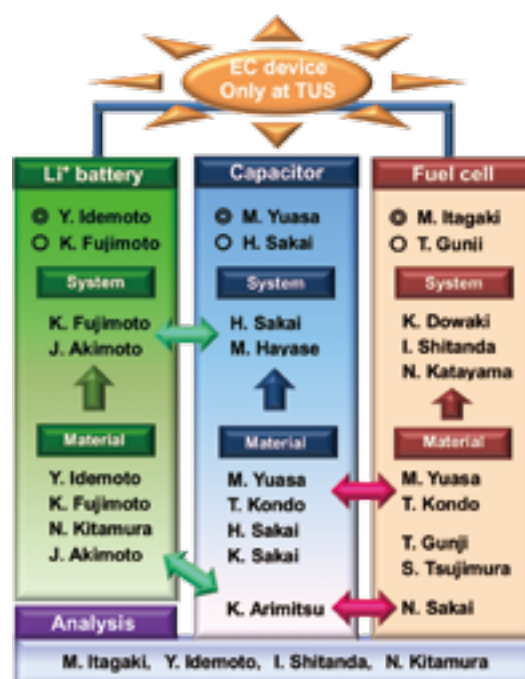 EC device
Only at TUS
Li⁺ battery
◎ Y. Idemoto
○ K. Fujimoto
System
K. Fujimoto
J. Akimoto
Material
Y. Idemoto
K. Fujimoto
N. Kitamura
J. Akimoto
Capacitor
◎ M. Yuasa
○ H. Sakai
System
H. Sakai
M. Hayase
Material
M. Yuasa
T. Kondo
H. Sakai
K. Sakai
K. Arimitsu
Fuel cell
◎ M. Itagaki
○ T. Gunji
System
K. Dowaki
I. Shitanda
N. Katayama
Material
M. Yuasa
T. Kondo
T. Gunji
S. Tsujimura
N. Sakai
Analysis
M. Itagaki, Y. Idemoto, I. Shitanda, N. Kitamura